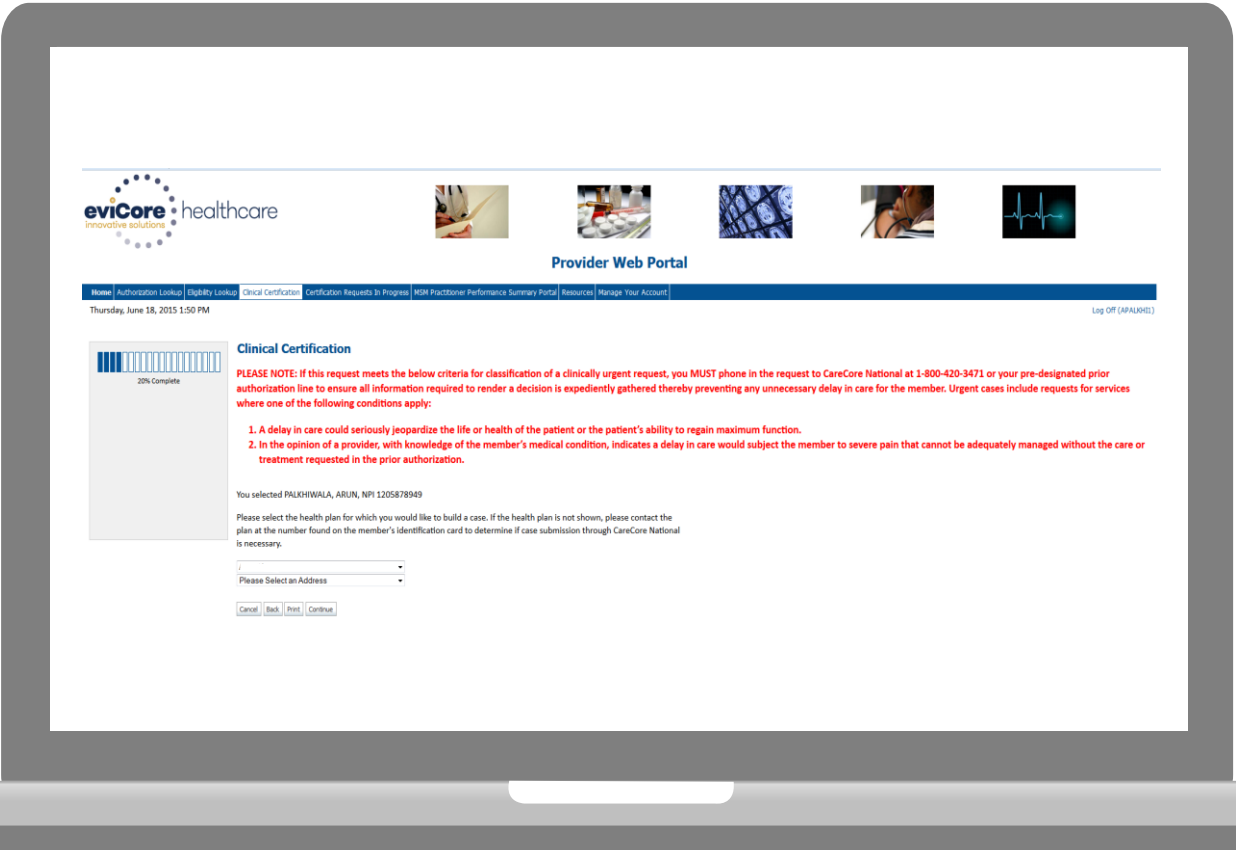 eviCore healthcare
innovative solutions
Provider Web Portal
Home Authorization Lookup Eligibility Lookup Clinical Certification Certification Requests In Progress MSM Practitioner Performance Summary Portal Resources Manage Your Account
Thursday, June 18, 2015 1:50 PM
Log Off (APALKHI1)
20% Complete
Clinical Certification
PLEASE NOTE: If this request meets the below criteria for classification of a clinically urgent request, you MUST phone in the request to CareCore National at 1-800-420-3471 or your pre-designated prior
authorization line to ensure all information required to render a decision is expediently gathered thereby preventing any unnecessary delay in care for the member. Urgent cases include requests for services
where one of the following conditions apply:
1. A delay in care could seriously jeopardize the life or health of the patient or the patient's ability to regain maximum function.
2. In the opinion of a provider, with knowledge of the member's medical condition, indicates a delay in care would subject the member to severe pain that cannot be adequately managed without the care or
treatment requested in the prior authorization.
You selected PALKHIWALA, ARUN, NPI 1205878949
Please select the health plan for which you would like to build a case. If the health plan is not shown, please contact the
plan at the number found on the member's identification card to determine if case submission through CareCore National
is necessary.
Please Select an Address
Cancel Back Print Continue